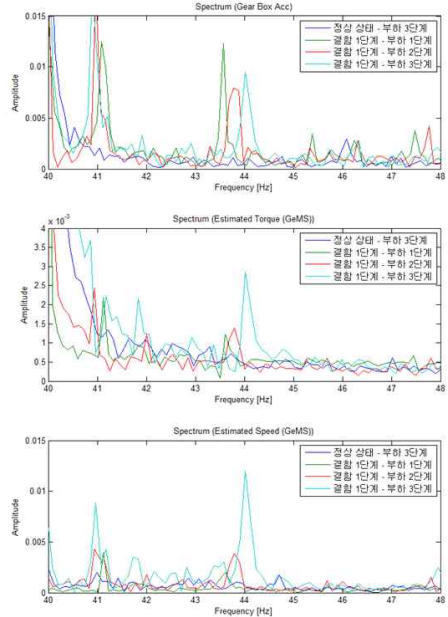 Spectrum (Gear Box Acc)
0.015
0.01
0.005
0
Amplitude
정상 상태 - 부하 3단계
결함 1단계 - 부하 1단계
결함 1단계 - 부하 2단계
결함 1단계 - 부하 3단계
40 41 42 43 44 45 46 47 48
Frequency [Hz]
Spectrum (Estimated Torque (GeMS))
x 10⁻³
4
3.5
3
2.5
2
1.5
1
0.5
0
Amplitude
정상 상태 - 부하 3단계
결함 1단계 - 부하 1단계
결함 1단계 - 부하 2단계
결함 1단계 - 부하 3단계
40 41 42 43 44 45 46 47 48
Frequency [Hz]
Spectrum (Estimated Speed (GeMS))
0.015
0.01
0.005
0
Amplitude
정상 상태 - 부하 3단계
결함 1단계 - 부하 1단계
결함 1단계 - 부하 2단계
결함 1단계 - 부하 3단계
40 41 42 43 44 45 46 47 48
Frequency [Hz]